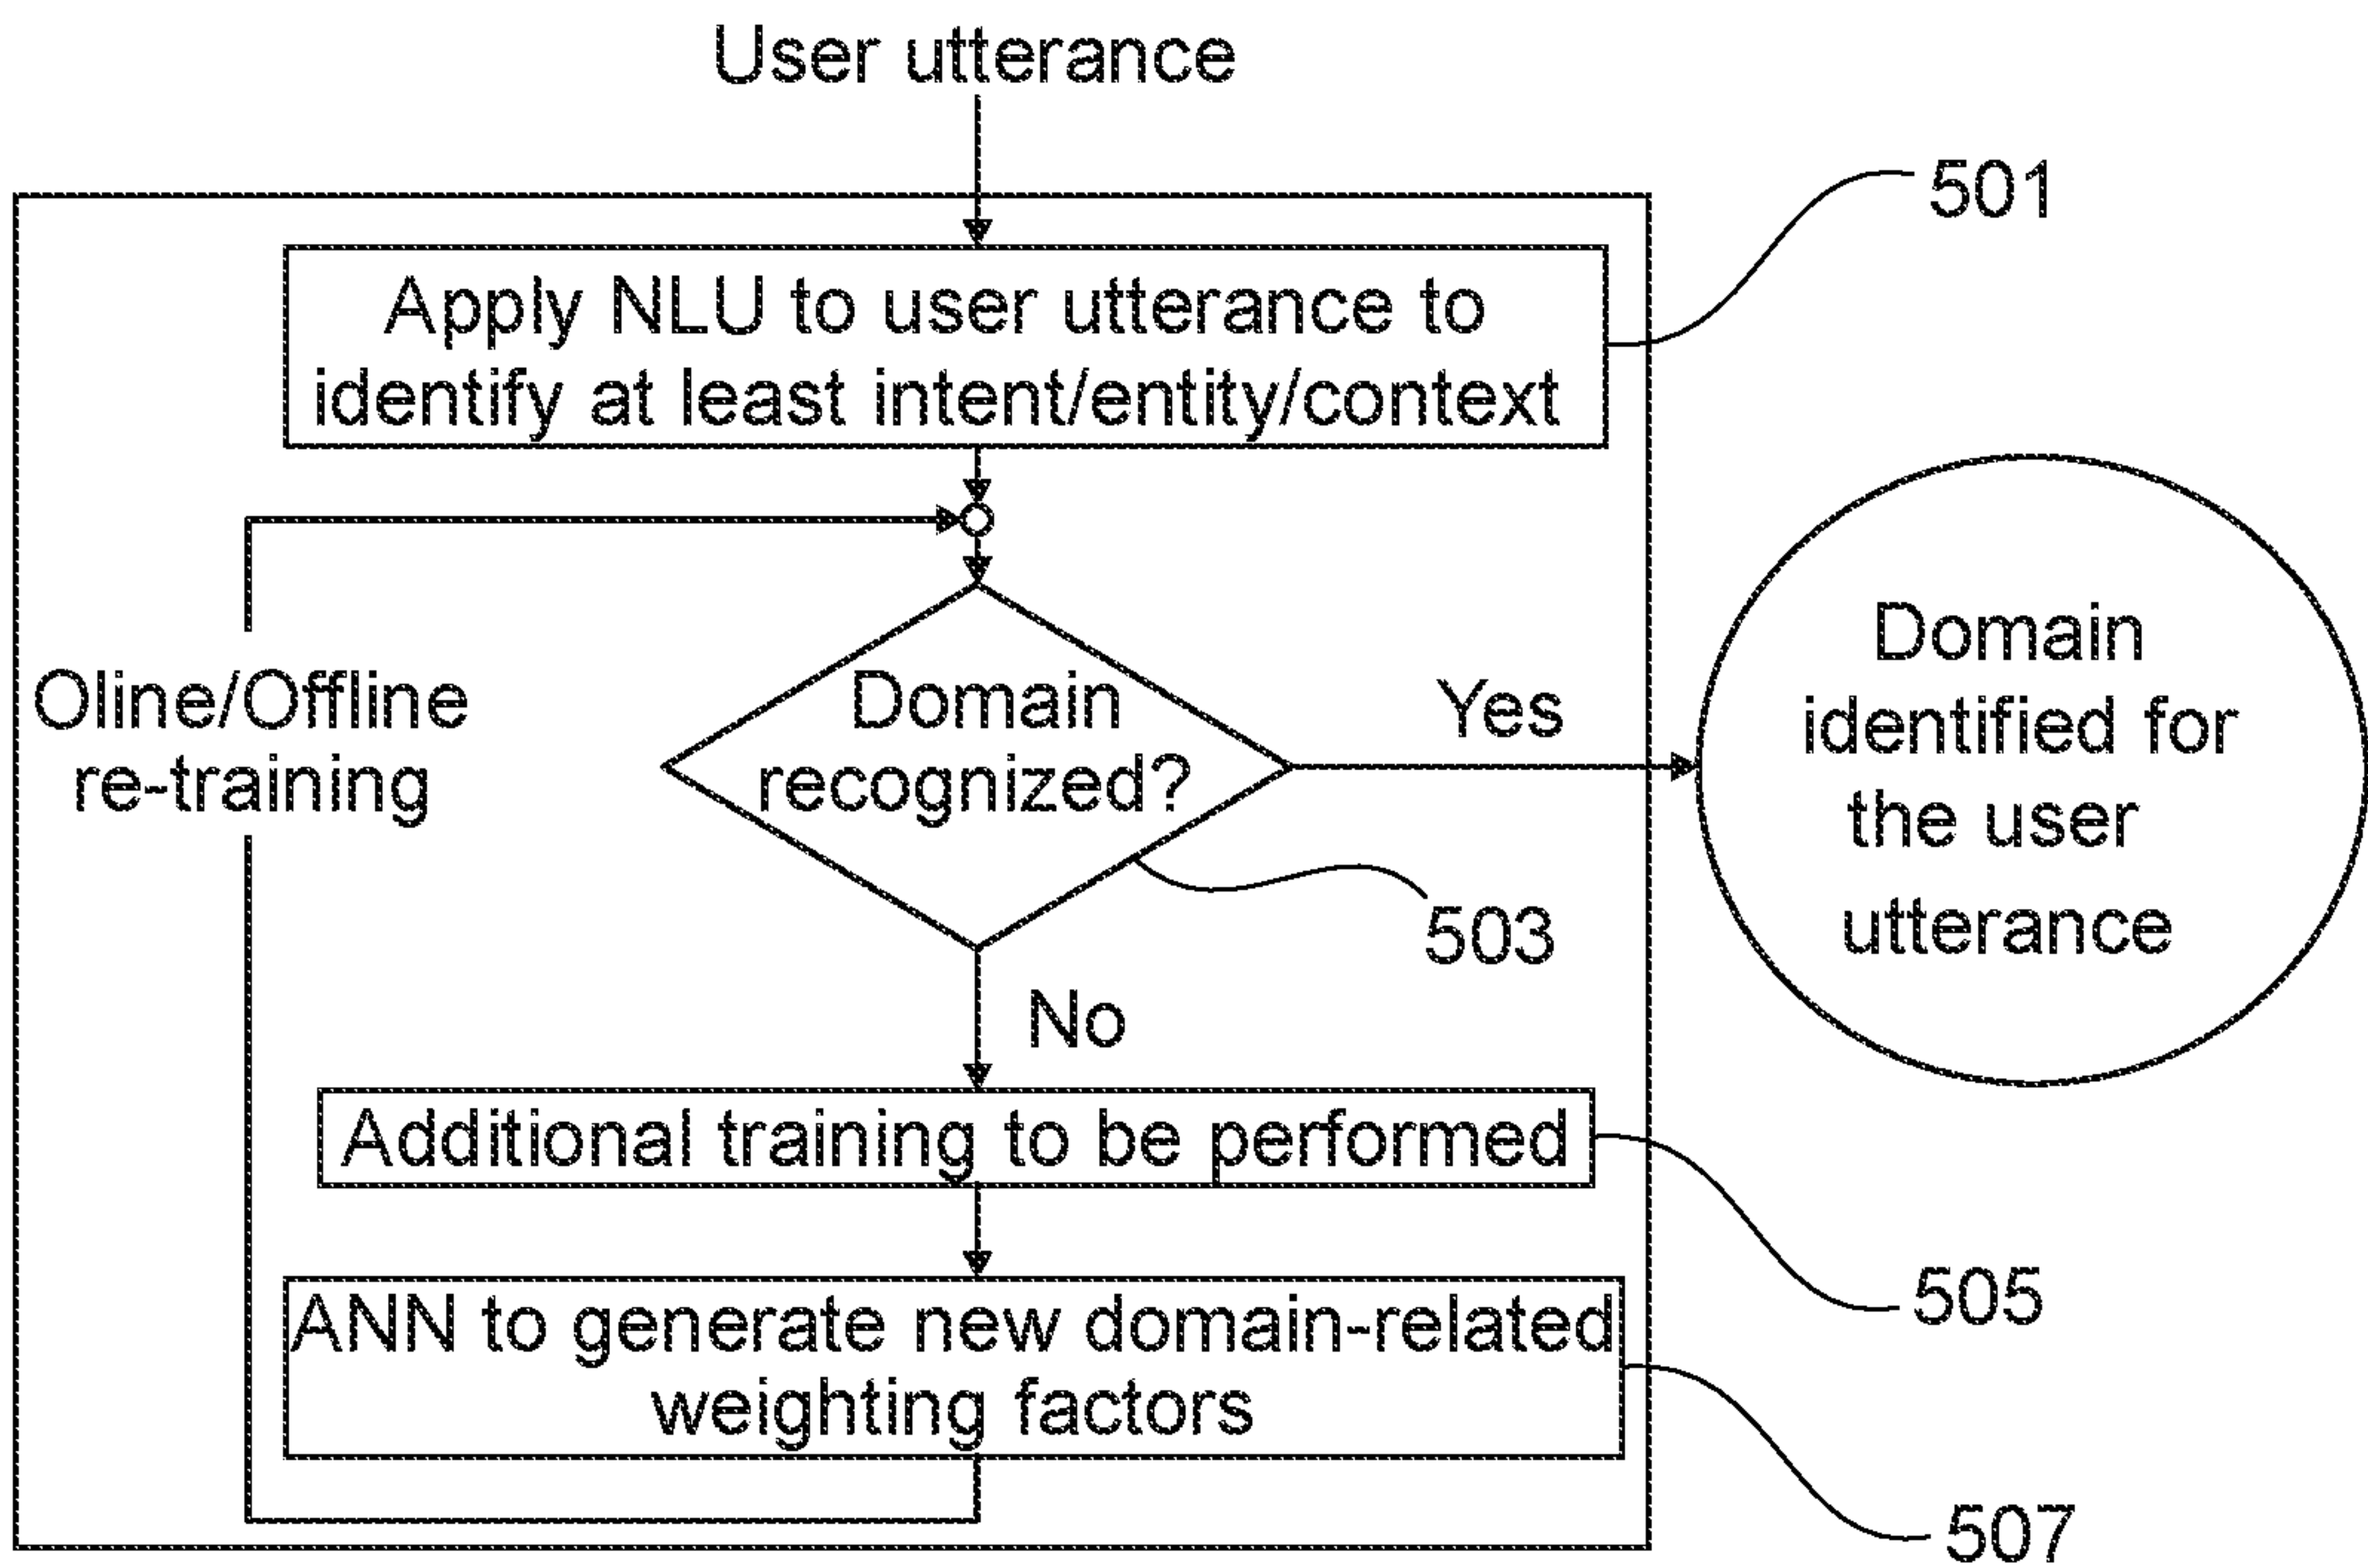 User utterance
501
Apply NLU to user utterance to
identify at least intent/entity/context
Oline/Offline
re-training
Domain
recognized?
Yes
Domain
identified for
the user
utterance
503
No
Additional training to be performed
505
ANN to generate new domain-related
weighting factors
507